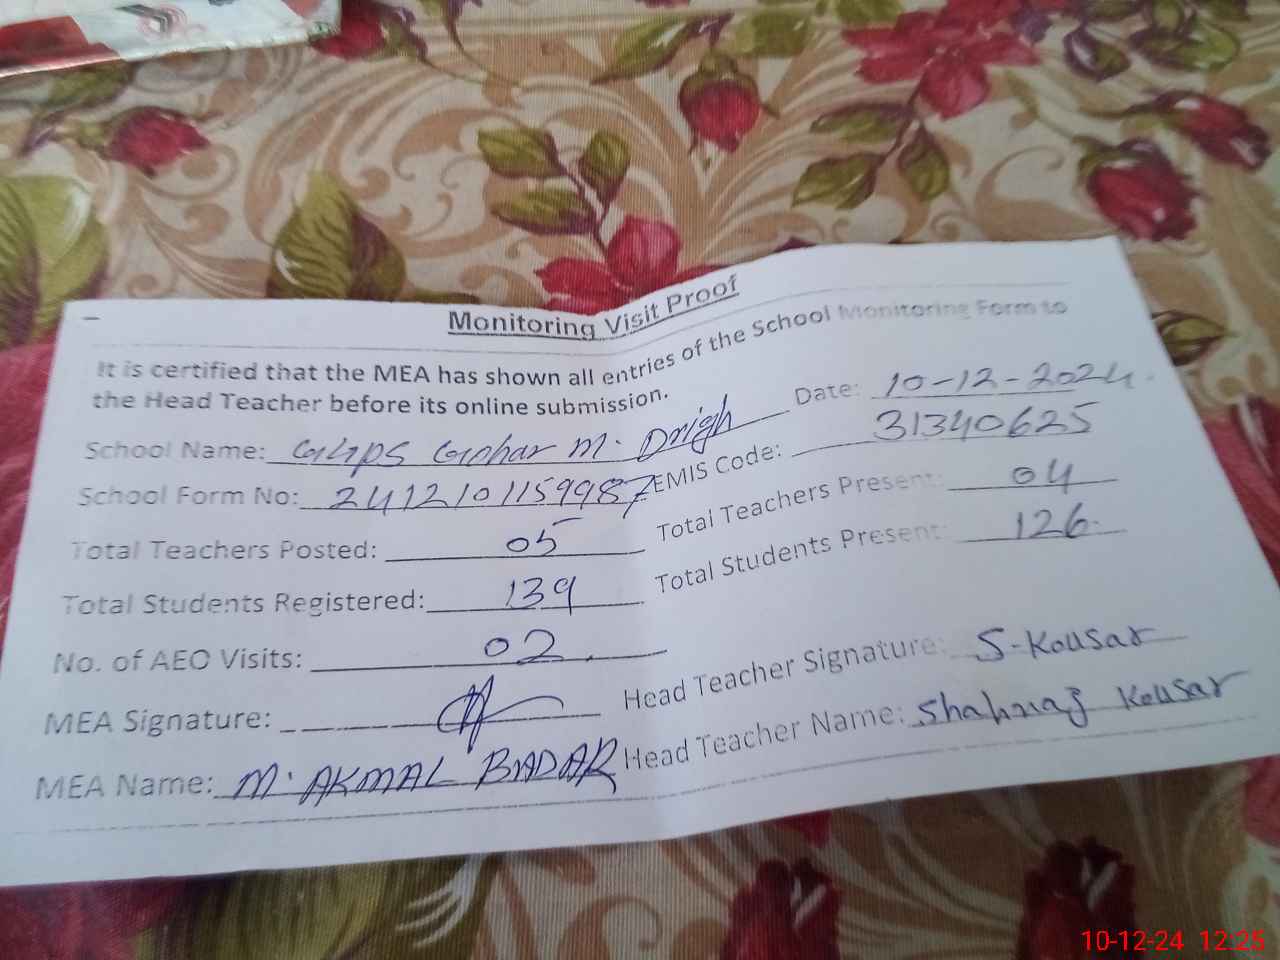 Monitoring Visit Proof
It is certified that the MEA has shown all entries of the School Monitoring Form to
the Head Teacher before its online submission.
Date: 10-12-2024.
School Name: GGPS Gohar M. Drigh
EMIS Code: 31340625
School Form No: 2412101159987
Total Teachers Present: 04
Total Teachers Posted: 05
Total Students Present: 126
Total Students Registered: 139
No. of AEO Visits: 02
Head Teacher Signature: S-Kousar
MEA Signature:
Head Teacher Name: Shahnaz Kousar
MEA Name: M. AKMAL BADAR
10-12-24 12:25